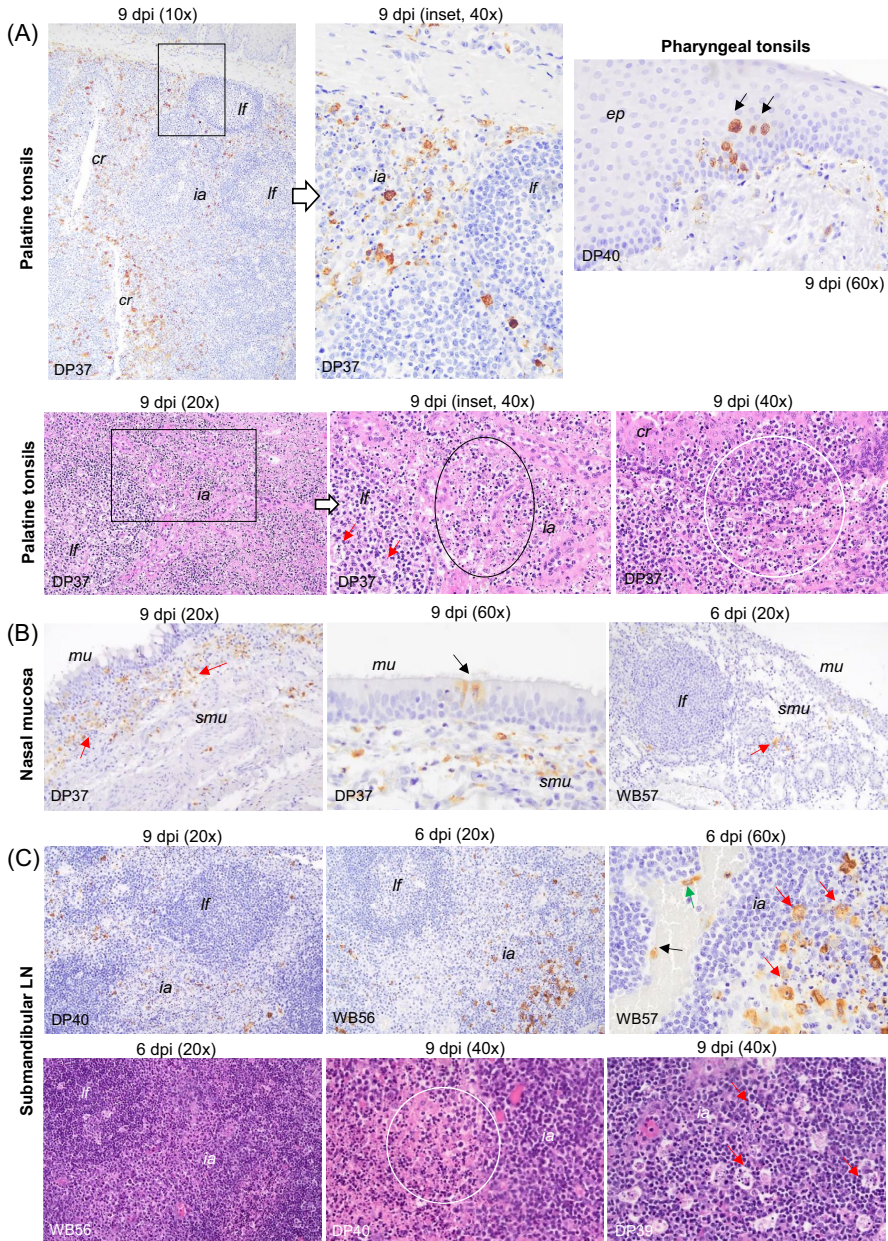 (A)
9 dpi (10x)
9 dpi (inset, 40x)
Pharyngeal tonsils
Palatine tonsils
lf
cr
ia
lf
cr
DP37
ia
lf
DP37
ep
DP40
9 dpi (60x)
9 dpi (20x)
9 dpi (inset, 40x)
9 dpi (40x)
Palatine tonsils
ia
lf
DP37
lf
ia
DP37
cr
DP37
(B)
9 dpi (20x)
9 dpi (60x)
6 dpi (20x)
Nasal mucosa
mu
smu
DP37
mu
smu
DP37
mu
lf
smu
WB57
(C)
9 dpi (20x)
6 dpi (20x)
6 dpi (60x)
Submandibular LN
lf
ia
DP40
lf
ia
WB56
ia
WB57
6 dpi (20x)
9 dpi (40x)
9 dpi (40x)
lf
ia
WB56
ia
DP40
ia
DP39